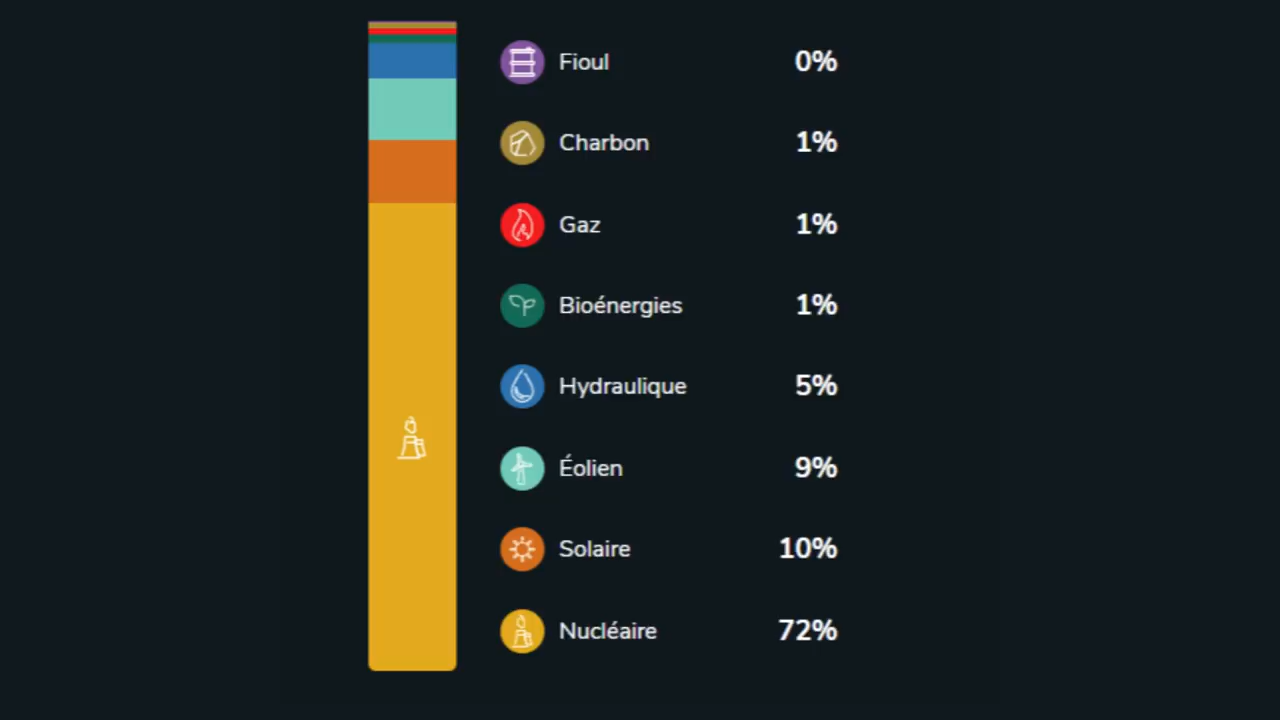 Fioul 0%
Charbon 1%
Gaz 1%
Bioénergies 1%
Hydraulique 5%
Éolien 9%
Solaire 10%
Nucléaire 72%